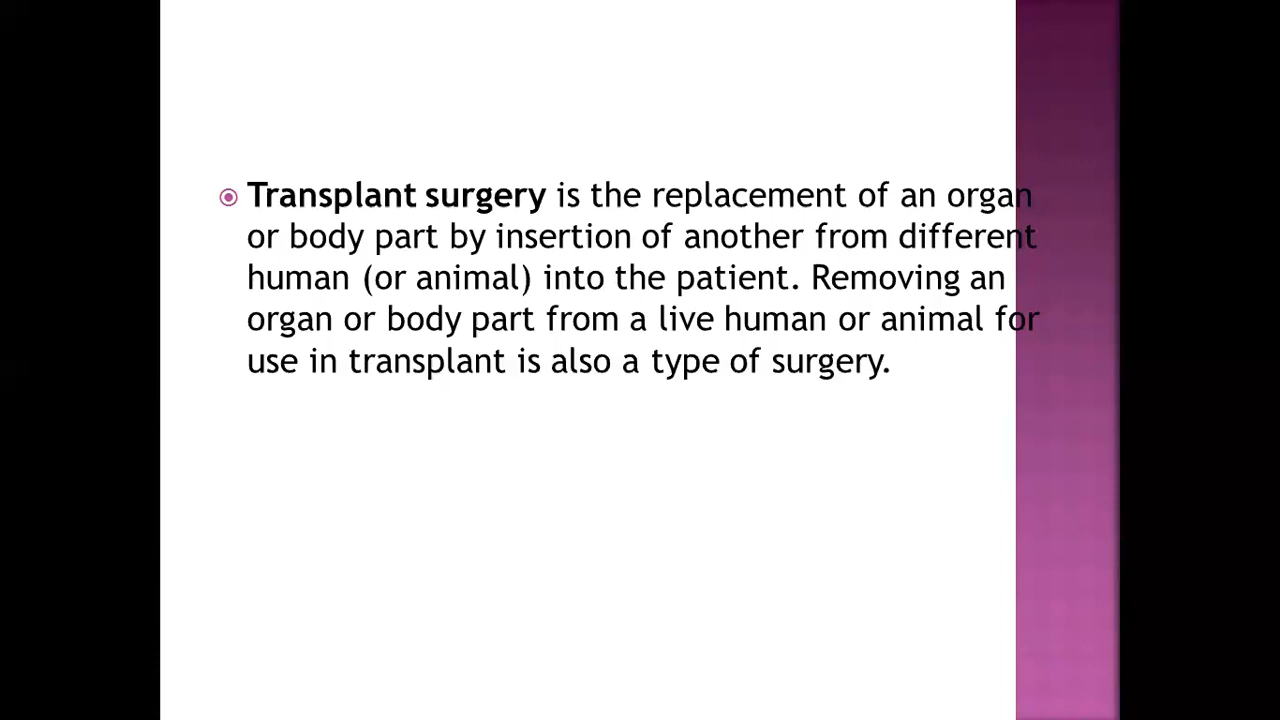 Transplant surgery is the replacement of an organ
or body part by insertion of another from different
human (or animal) into the patient. Removing an
organ or body part from a live human or animal for
use in transplant is also a type of surgery.